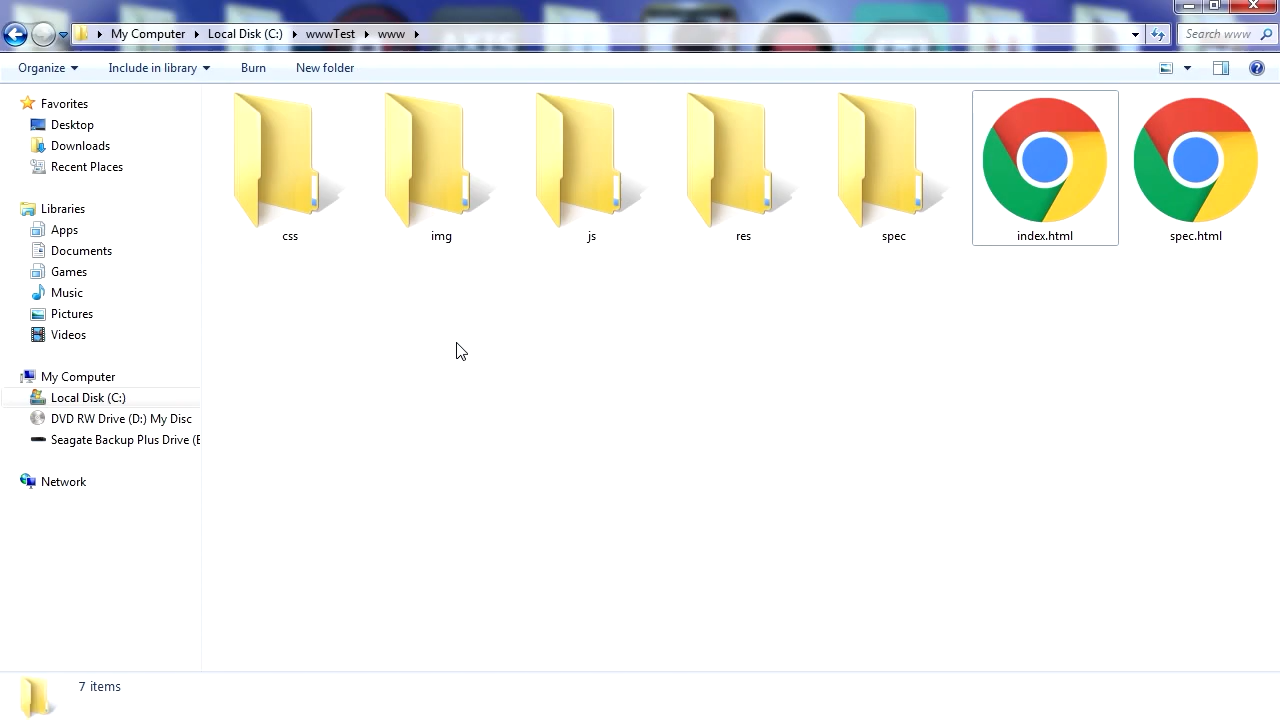 My Computer Local Disk (C:) wwwTest www
Search www
Organize Include in library Burn New folder
Favorites
Desktop
Downloads
Recent Places
Libraries
Apps
Documents
Games
Music
Pictures
Videos
My Computer
Local Disk (C:)
DVD RW Drive (D:) My Disc
Seagate Backup Plus Drive (E
Network
css img js res spec index.html spec.html
7 items